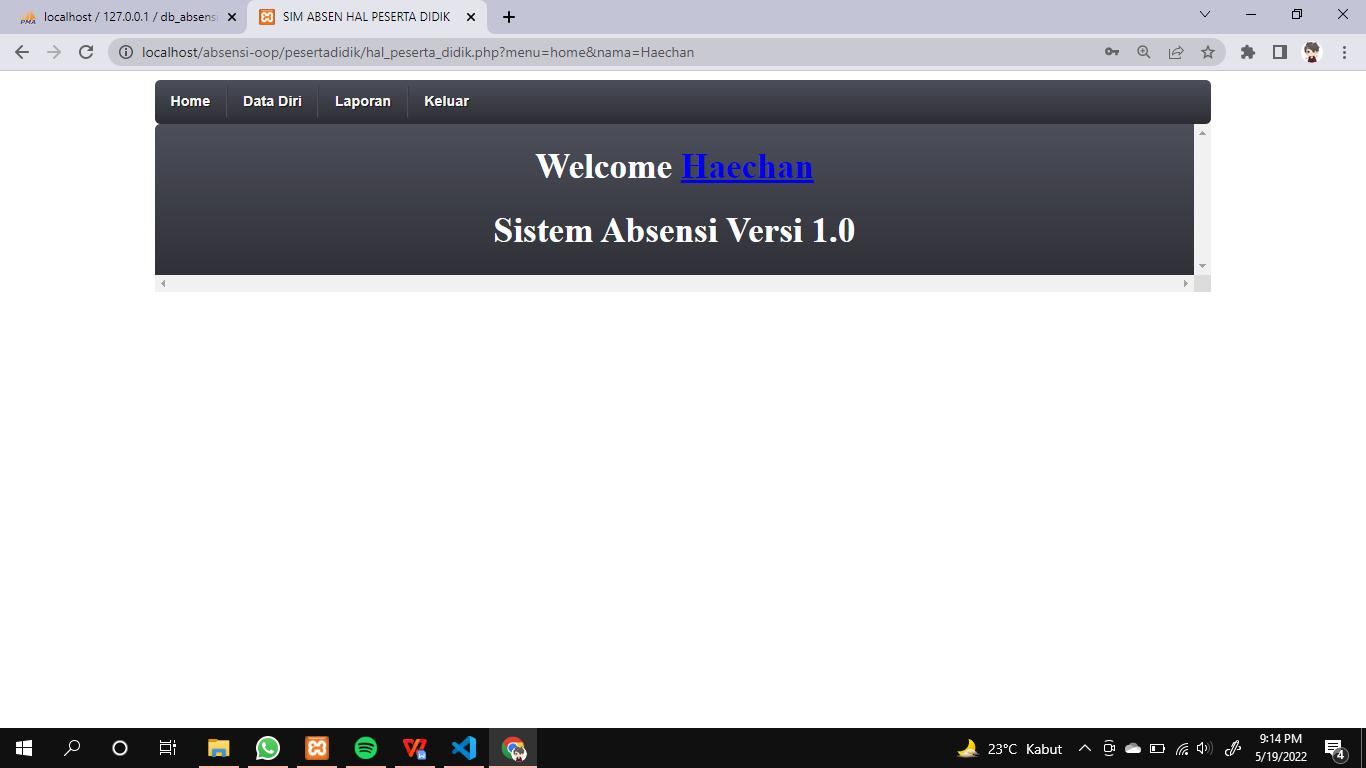 localhost / 127.0.0.1 / db_absensi
SIM ABSEN HAL PESERTA DIDIK
localhost/absensi-oop/pesertadidik/hal_peserta_didik.php?menu=home&nama=Haechan
Home Data Diri Laporan Keluar
Welcome Haechan
Sistem Absensi Versi 1.0
23°C Kabut
9:14 PM
5/19/2022
4
PMA